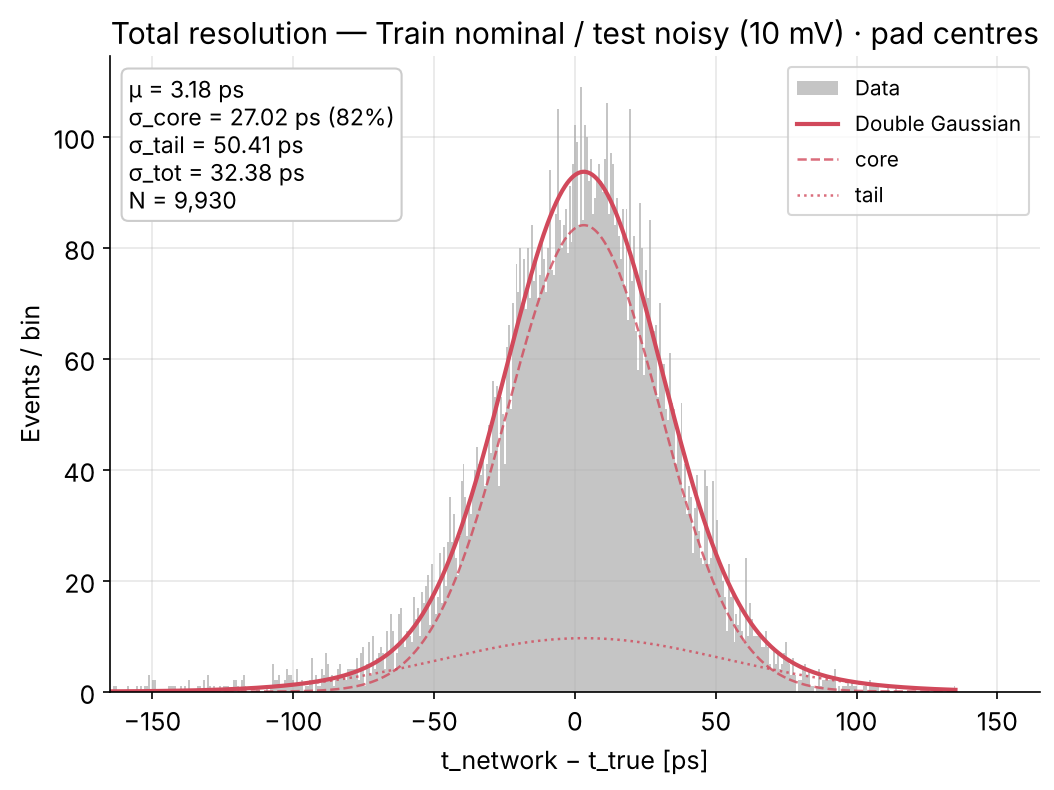 Total resolution — Train nominal / test noisy (10 mV) · pad centres
μ = 3.18 ps
σ_core = 27.02 ps (82%)
σ_tail = 50.41 ps
σ_tot = 32.38 ps
N = 9,930
Data
Double Gaussian
core
tail
Events / bin
100
80
60
40
20
0
−150
−100
−50
0
50
100
150
t_network − t_true [ps]